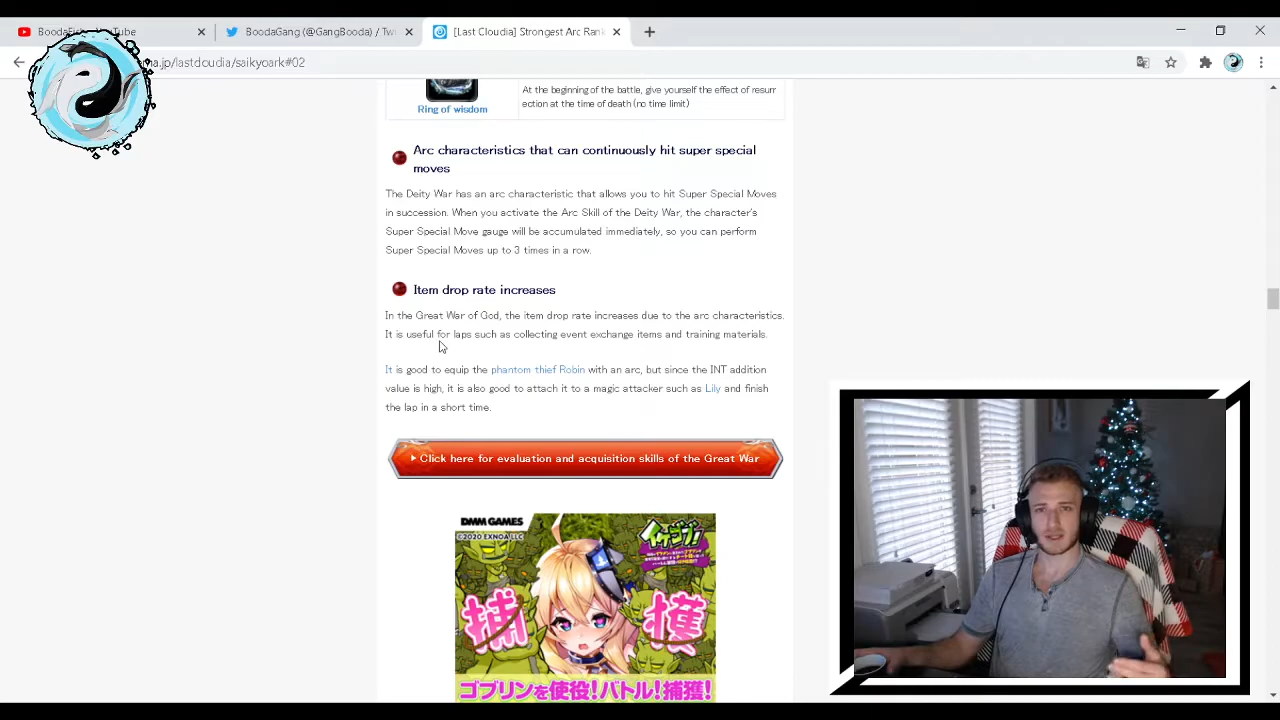 BoodaFish - YouTube
BoodaGang (@GangBooda) / Twi
[Last Cloudia] Strongest Arc Rank
ma.jp/lastcloudia/saikyoark#02
Ring of wisdom
At the beginning of the battle, give yourself the effect of resurr
ection at the time of death (no time limit)
Arc characteristics that can continuously hit super special
moves
The Deity War has an arc characteristic that allows you to hit Super Special Moves
in succession. When you activate the Arc Skill of the Deity War, the character's
Super Special Move gauge will be accumulated immediately, so you can perform
Super Special Moves up to 3 times in a row.
Item drop rate increases
In the Great War of God, the item drop rate increases due to the arc characteristics.
It is useful for laps such as collecting event exchange items and training materials.
It is good to equip the phantom thief Robin with an arc, but since the INT addition
value is high, it is also good to attach it to a magic attacker such as Lily and finish
the lap in a short time.
Click here for evaluation and acquisition skills of the Great War
DMM GAMES
©2020 EXNOA LLC
捕獲
ゴブリンを使役!バトル!捕獲!